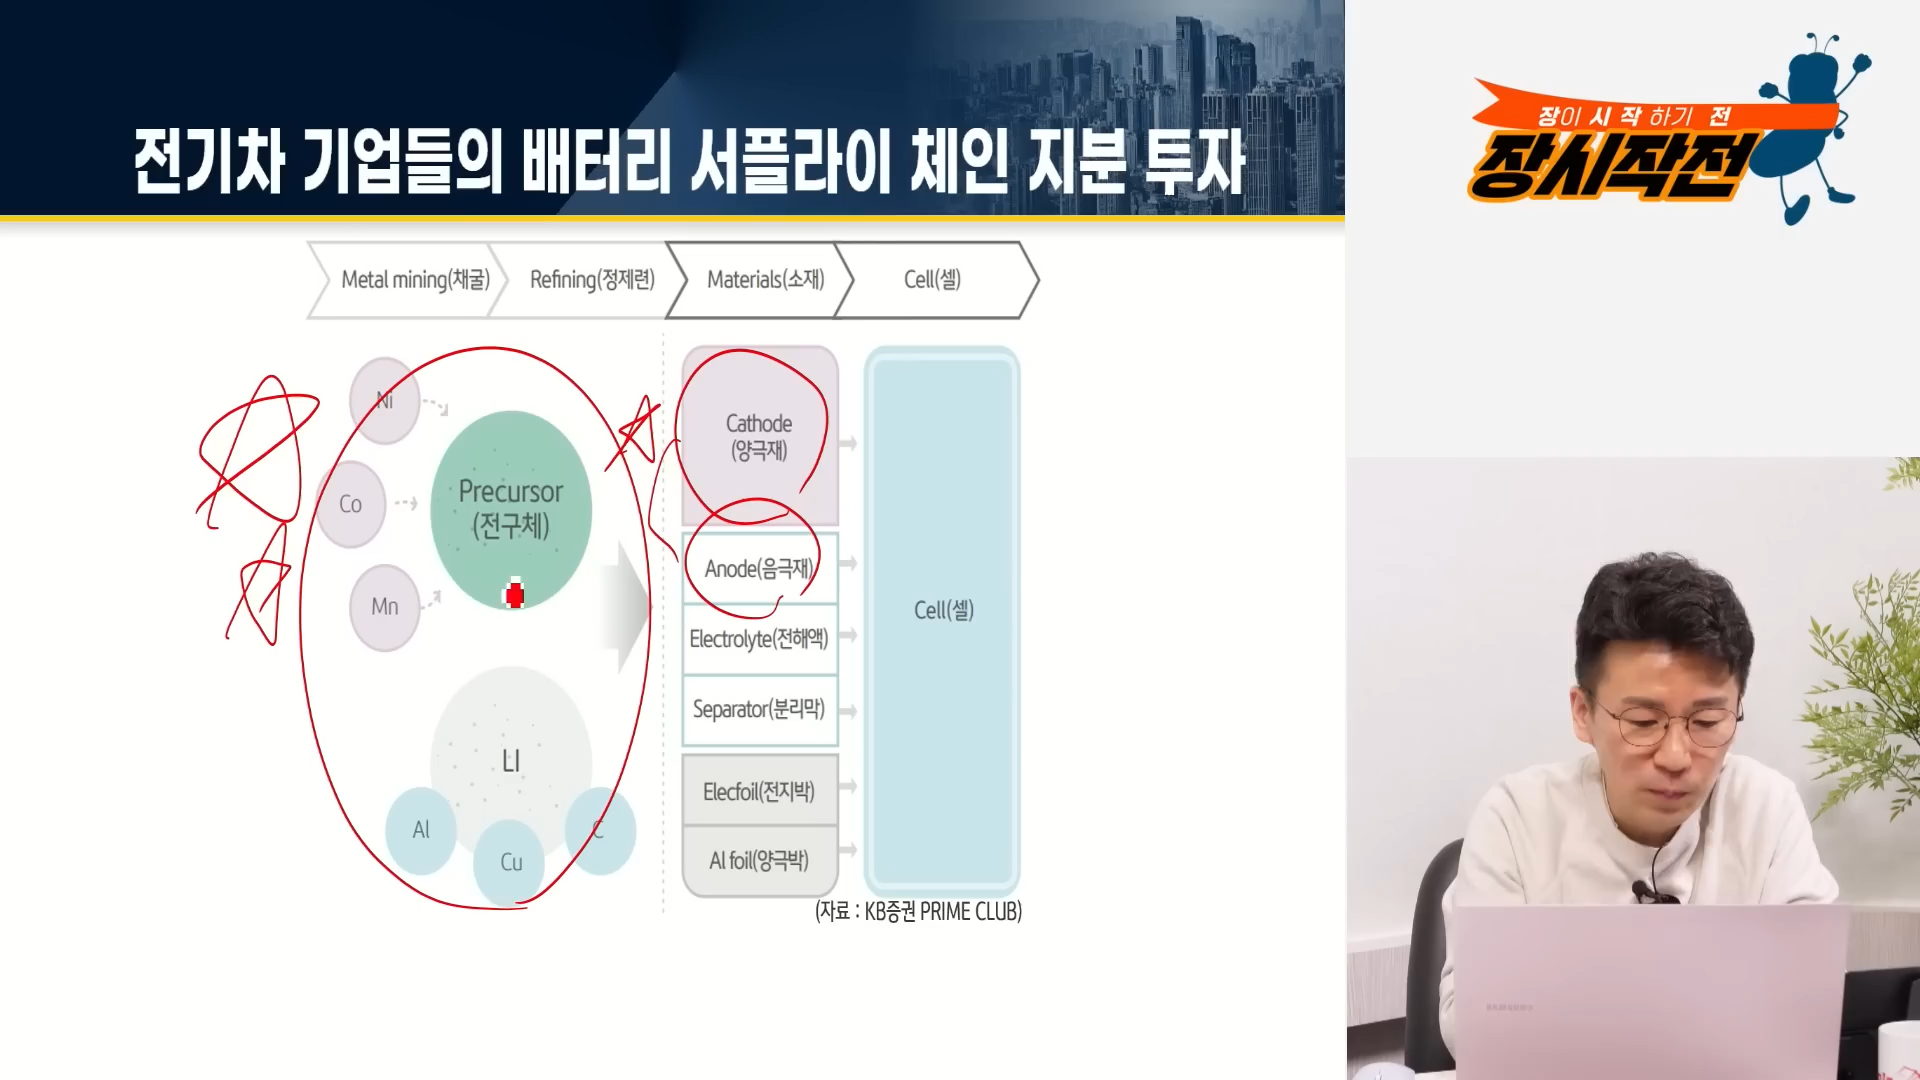 전기차 기업들의 배터리 서플라이 체인 지분 투자
장이 시작하기 전
장시작전
Metal mining(채굴)
Refining(정제련)
Materials(소재)
Cell(셀)
Ni
Co
Mn
Precursor
(전구체)
LI
Al
Cu
C
Cathode
(양극재)
Anode(음극재)
Electrolyte(전해액)
Separator(분리막)
Elecfoil(전지박)
Al foil(양극박)
Cell(셀)
(자료 : KB증권 PRIME CLUB)
SAMSUNG